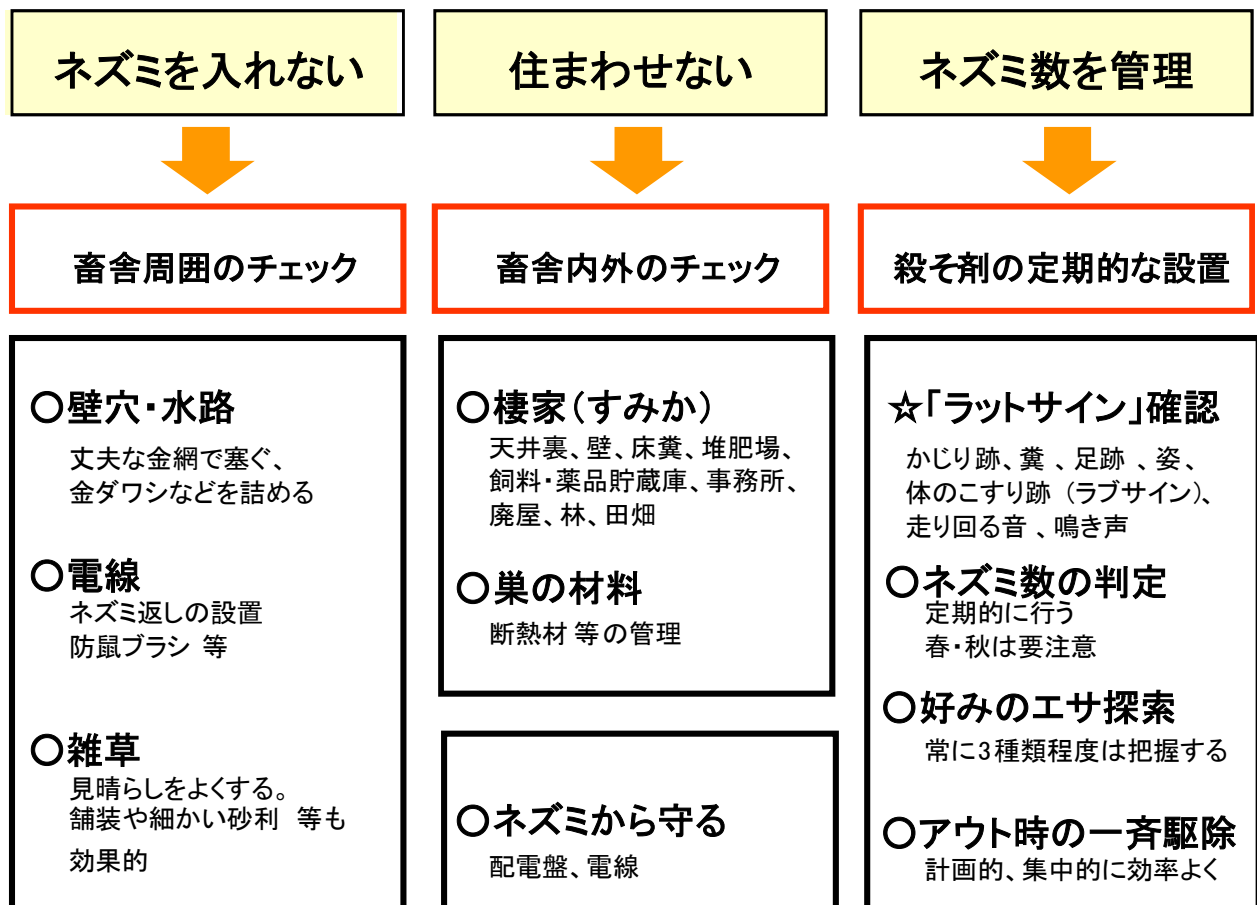 ネズミを入れない
畜舎周囲のチェック
〇壁穴・水路
丈夫な金網で塞ぐ、
金ダワシなどを詰める
〇電線
ネズミ返しの設置
防鼠ブラシ 等
〇雑草
見晴らしをよくする。
舗装や細かい砂利 等も
効果的
住まわせない
畜舎内外のチェック
〇棲家(すみか)
天井裏、壁、床糞、堆肥場、
飼料・薬品貯蔵庫、事務所、
廃屋、林、田畑
〇巣の材料
断熱材 等の管理
〇ネズミから守る
配電盤、電線
ネズミ数を管理
殺そ剤の定期的な設置
☆「ラットサイン」確認
かじり跡、糞 、足跡 、姿、
体のこすり跡 (ラブサイン)、
走り回る音 、鳴き声
〇ネズミ数の判定
定期的に行う
春・秋は要注意
〇好みのエサ探索
常に3種類程度は把握する
〇アウト時の一斉駆除
計画的、集中的に効率よく